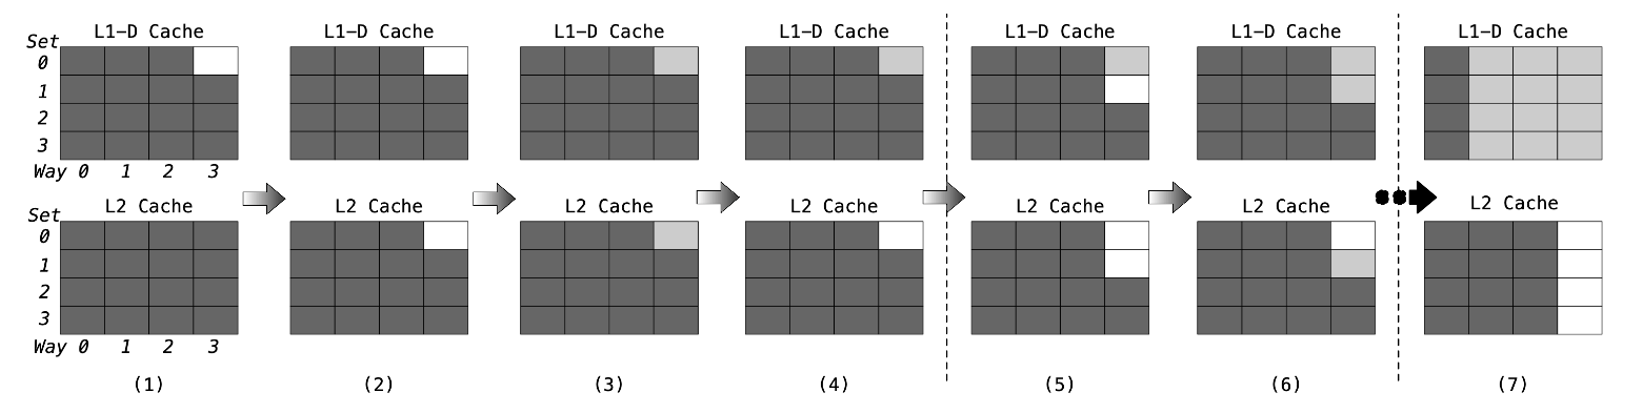 L1-D Cache L1-D Cache L1-D Cache L1-D Cache L1-D Cache L1-D Cache L1-D Cache
Set
0
1
2
3
Way 0 1 2 3
L2 Cache L2 Cache L2 Cache L2 Cache L2 Cache L2 Cache L2 Cache
Set
0
1
2
3
Way 0 1 2 3
(1) (2) (3) (4) (5) (6) (7)